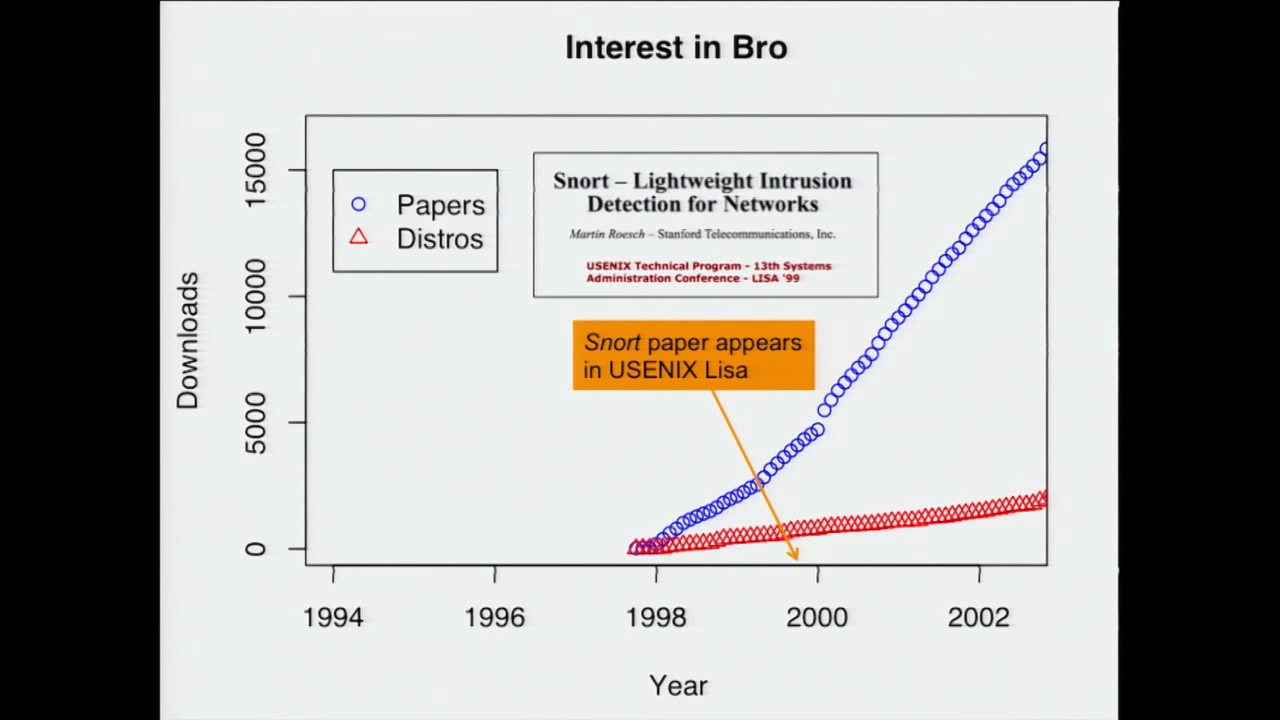 Interest in Bro
Downloads
15000
10000
5000
0
Papers
Distros
Snort – Lightweight Intrusion
Detection for Networks
Martin Roesch – Stanford Telecommunications, Inc.
USENIX Technical Program - 13th Systems
Administration Conference - LISA '99
Snort paper appears
in USENIX Lisa
1994 1996 1998 2000 2002
Year